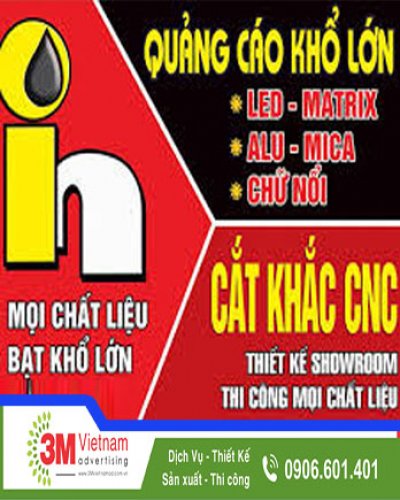 in
MỌI CHẤT LIỆU
BẠT KHỔ LỚN
QUẢNG CÁO KHỔ LỚN
LED - MATRIX
ALU - MICA
CHỮ NỔI
CẮT KHẮC CNC
THIẾT KẾ SHOWROOM
THI CÔNG MỌI CHẤT LIỆU
3M Vietnam
advertising
Dịch Vụ - Thiết Kế
Sản xuất - Thi công
0906.601.401